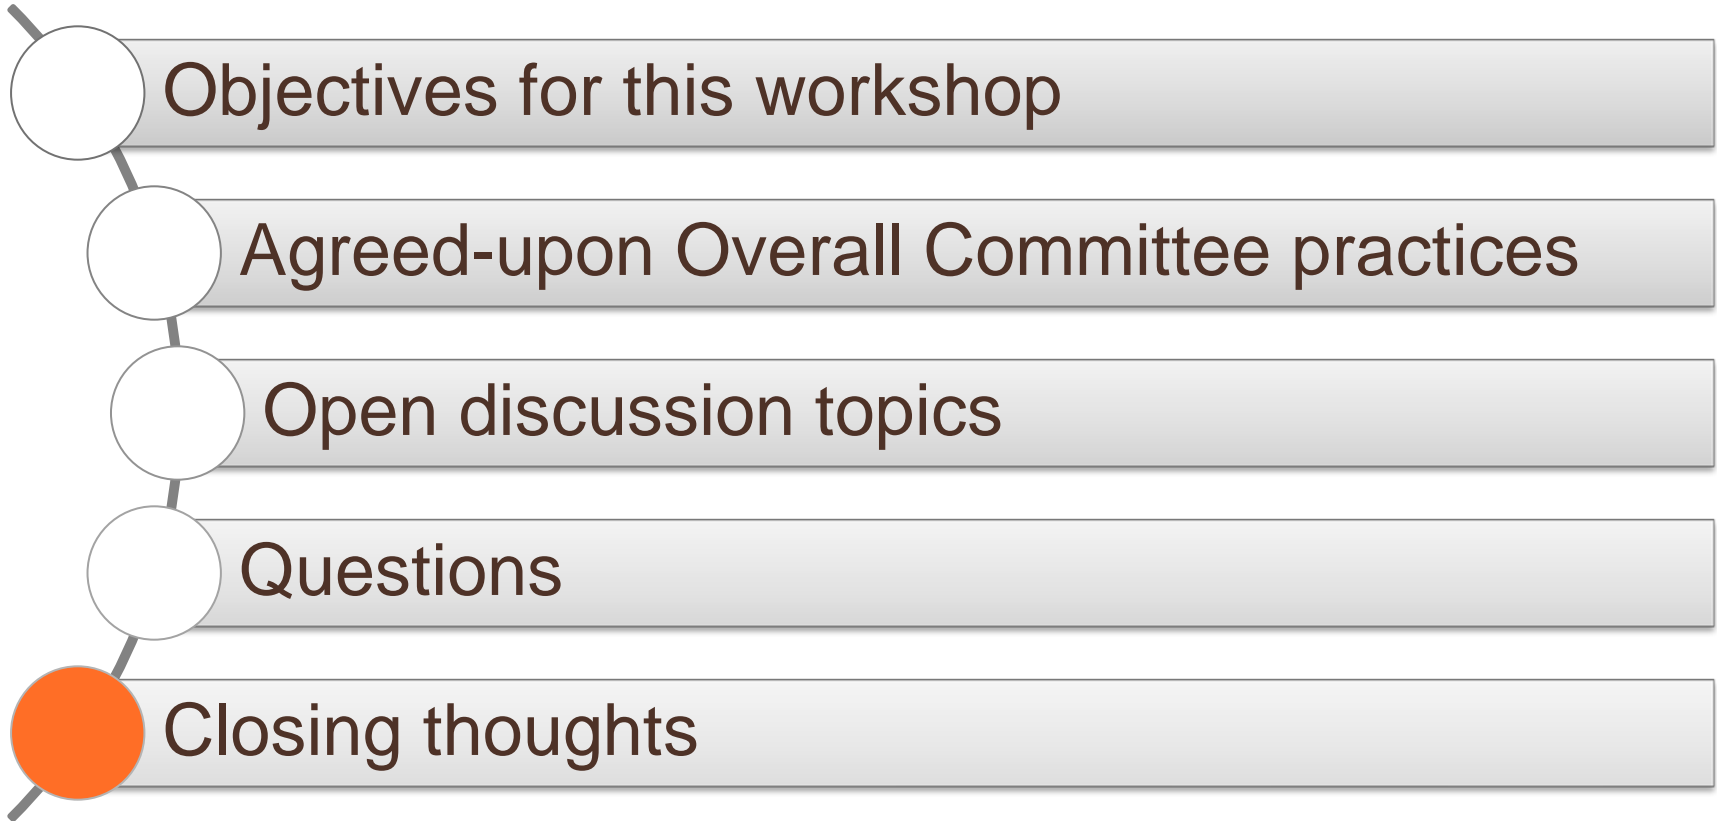 Objectives for this workshop
Agreed-upon Overall Committee practices
Open discussion topics
Questions
Closing thoughts